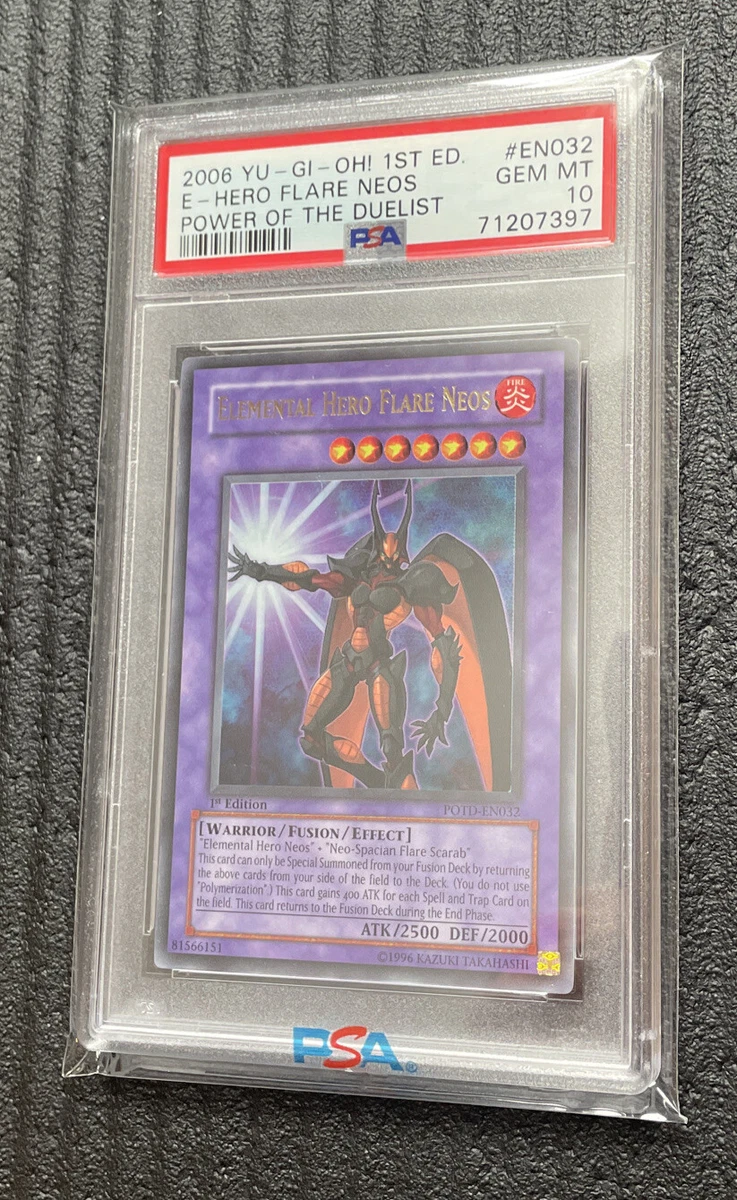 2006 YU-GI-OH! 1ST ED. #EN032
E-HERO FLARE NEOS GEM MT
POWER OF THE DUELIST 10
71207397
PSA
ELEMENTAL HERO FLARE NEOS FIRE 炎
1st Edition POTD-EN032
[WARRIOR/FUSION/EFFECT]
"Elemental Hero Neos" + "Neo-Spacian Flare Scarab"
This card can only be Special Summoned from your Fusion Deck by returning
the above cards from your side of the field to the Deck. (You do not use
"Polymerization".) This card gains 400 ATK for each Spell and Trap Card on
the field. This card returns to the Fusion Deck during the End Phase.
ATK/2500 DEF/2000
81566151 ©1996 KAZUKI TAKAHASHI
PSA®